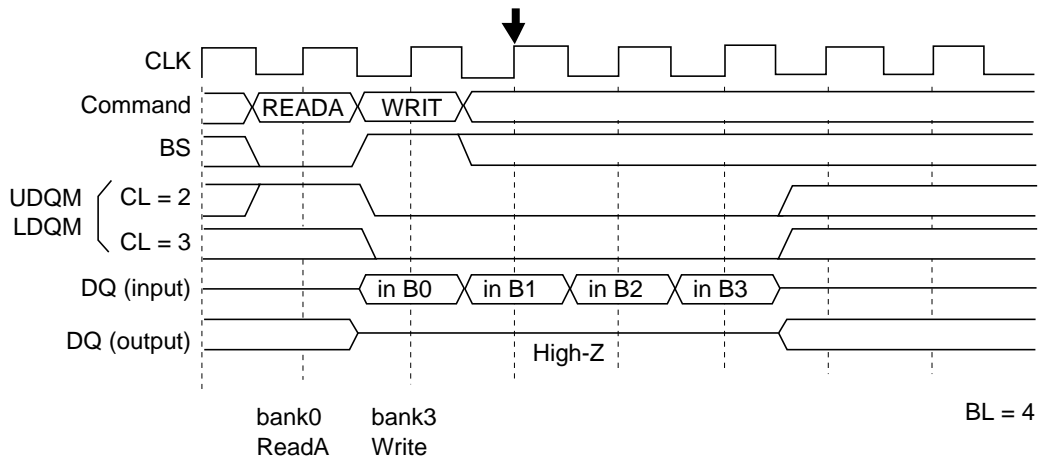 CLK
Command READA WRIT
BS
UDQM CL = 2
LDQM
CL = 3
DQ (input) in B0 in B1 in B2 in B3
DQ (output)
High-Z
bank0 bank3 BL = 4
ReadA Write